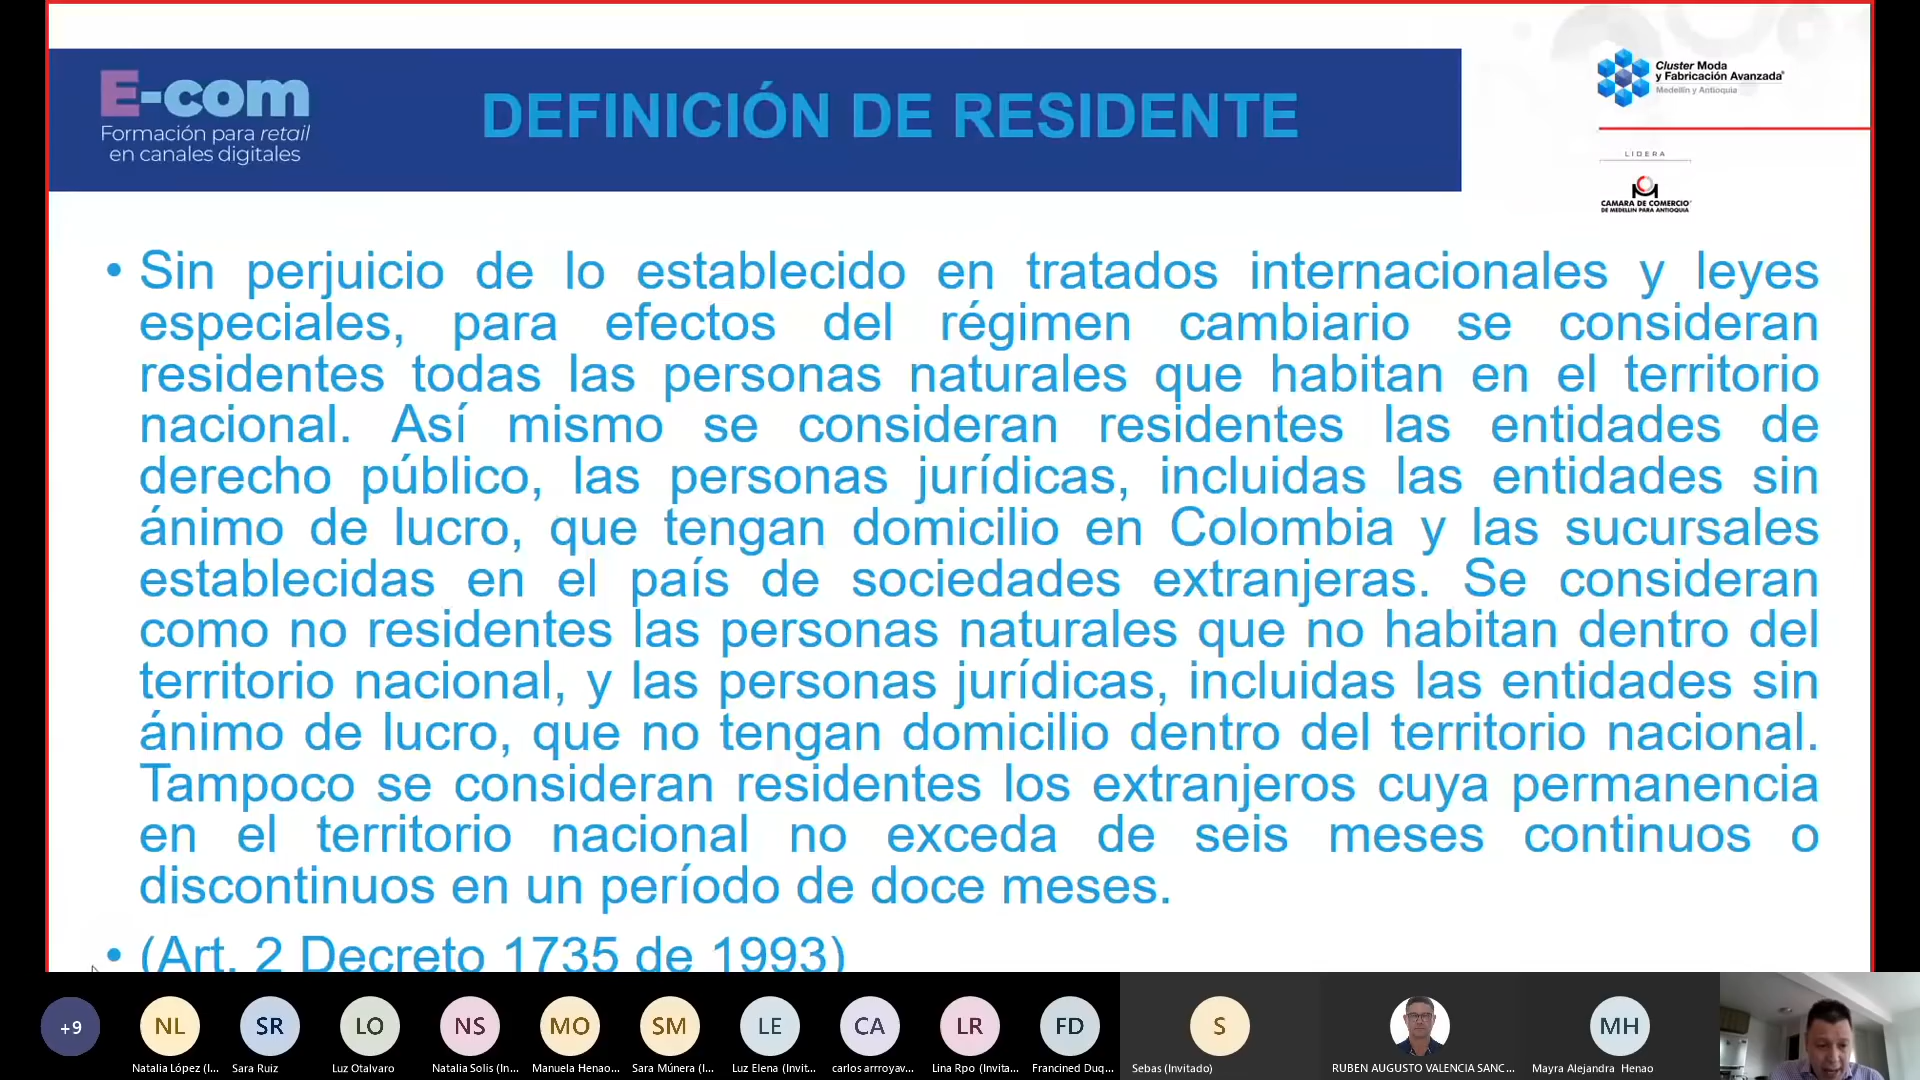 E-com
Formación para retail
en canales digitales
DEFINICIÓN DE RESIDENTE
Cluster Moda
y Fabricación Avanzada
Medellín y Antioquia
LIDERA
CAMARA DE COMERCIO
DE MEDELLIN PARA ANTIOQUIA
• Sin perjuicio de lo establecido en tratados internacionales y leyes
especiales, para efectos del régimen cambiario se consideran
residentes todas las personas naturales que habitan en el territorio
nacional. Así mismo se consideran residentes las entidades de
derecho público, las personas jurídicas, incluidas las entidades sin
ánimo de lucro, que tengan domicilio en Colombia y las sucursales
establecidas en el país de sociedades extranjeras. Se consideran
como no residentes las personas naturales que no habitan dentro del
territorio nacional, y las personas jurídicas, incluidas las entidades sin
ánimo de lucro, que no tengan domicilio dentro del territorio nacional.
Tampoco se consideran residentes los extranjeros cuya permanencia
en el territorio nacional no exceda de seis meses continuos o
discontinuos en un período de doce meses.
• (Art. 2 Decreto 1735 de 1993)
+9
NL
SR
LO
NS
MO
SM
LE
CA
LR
FD
S
MH
Natalia López (I...
Sara Ruiz
Luz Otalvaro
Natalia Solis (In...
Manuela Henao...
Sara Múnera (I...
Luz Elena (Invit...
carlos arrroyav...
Lina Rpo (Invita...
Francined Duq...
Sebas (Invitado)
RUBEN AUGUSTO VALENCIA SANC...
Mayra Alejandra Henao